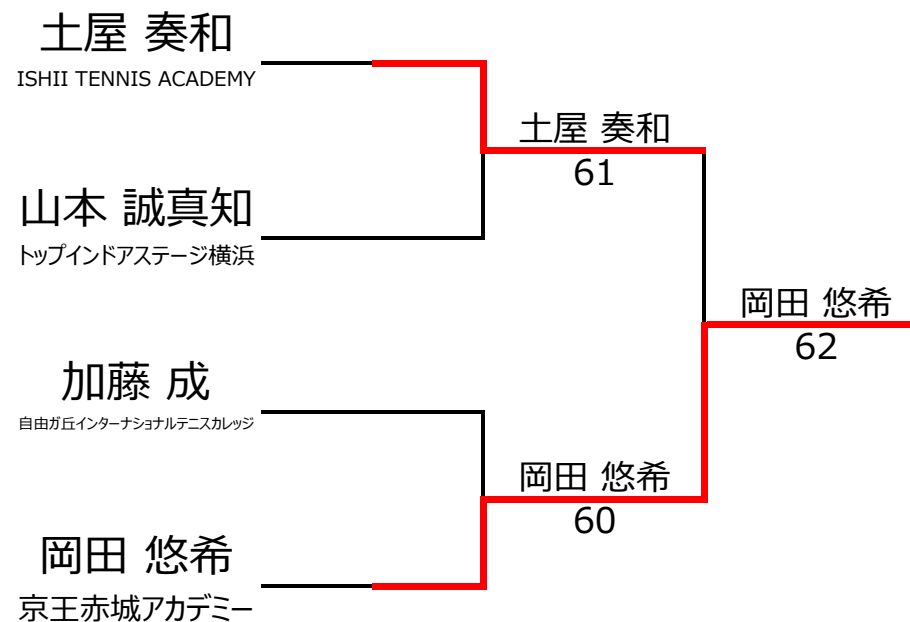 土屋 奏和
ISHII TENNIS ACADEMY
土屋 奏和
61
山本 誠真知
トップインドアステージ横浜
岡田 悠希
62
加藤 成
自由ガ丘インターナショナルテニスカレッジ
岡田 悠希
60
岡田 悠希
京王赤城アカデミー